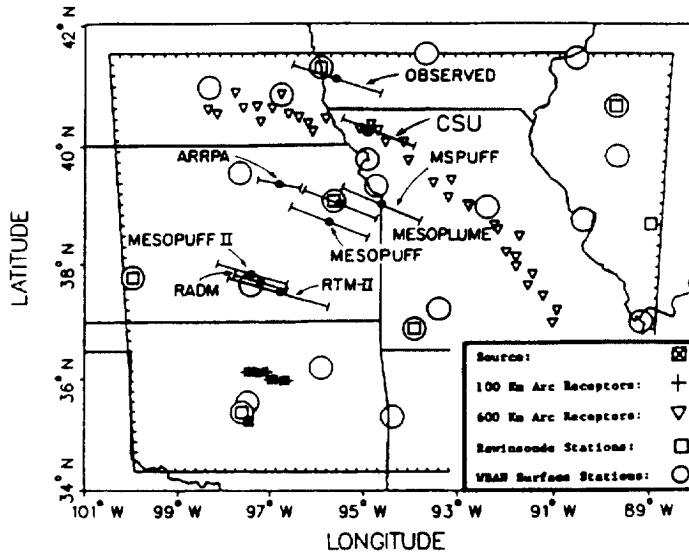 42° N
40° N
38° N
36° N
34° N
LATITUDE
OBSERVED
CSU
ARRPA
MSPUFF
MESOPLUME
MESOPUFF
MESOPUFF II
RADM
RTM-II
Source:
100 Km Arc Receptors:
600 Km Arc Receptors:
Rawinsonde Stations:
WBAN Surface Stations:
101° W 99° W 97° W 95° W 93° W 91° W 89° W
LONGITUDE